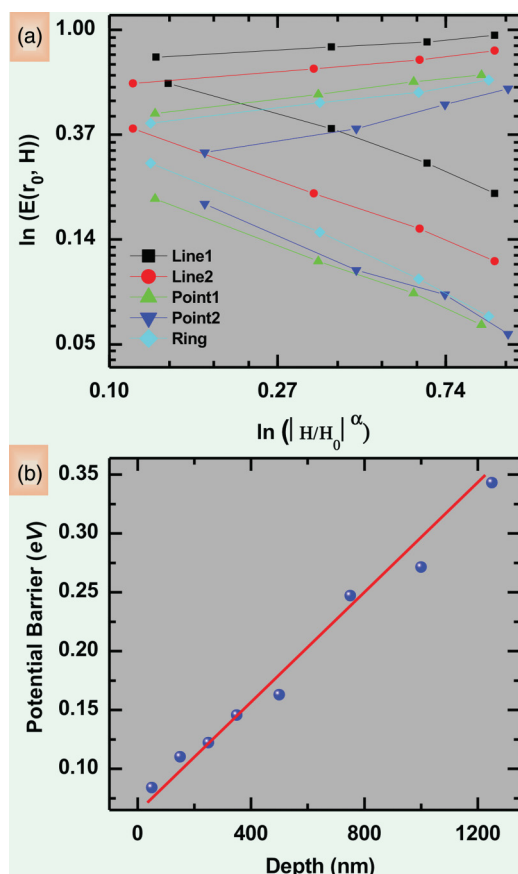 (a)
1.00
0.37
0.14
0.05
ln (E(r0, H))
Line1
Line2
Point1
Point2
Ring
0.10 0.27 0.74
ln (|H/H0|^α)
(b)
0.35
0.30
0.25
0.20
0.15
0.10
Potential Barrier (eV)
0 400 800 1200
Depth (nm)